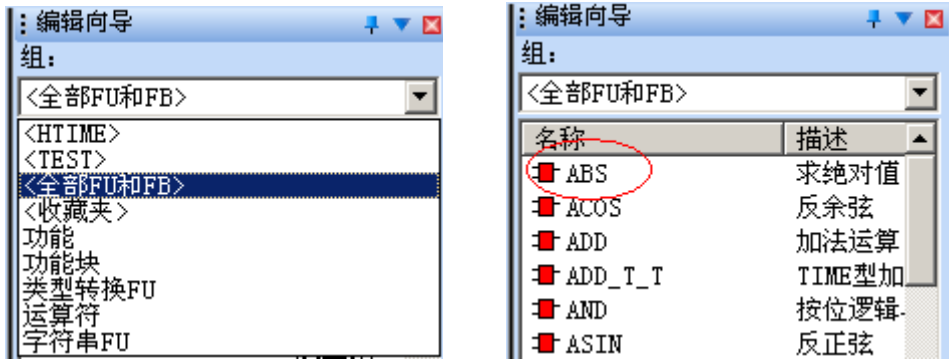 编辑向导
组:
<全部FU和FB>
<HTIME>
<TEST>
<全部FU和FB>
<收藏夹>
功能
功能块
类型转换FU
运算符
字符串FU
编辑向导
组:
<全部FU和FB>
名称 描述
ABS 求绝对值
ACOS 反余弦
ADD 加法运算
ADD_T_T TIME型加
AND 按位逻辑
ASIN 反正弦